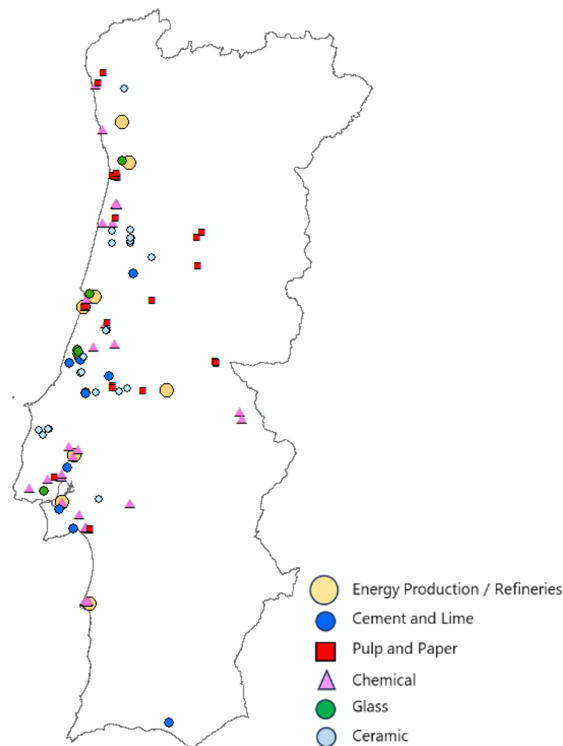 Energy Production / Refineries
Cement and Lime
Pulp and Paper
Chemical
Glass
Ceramic